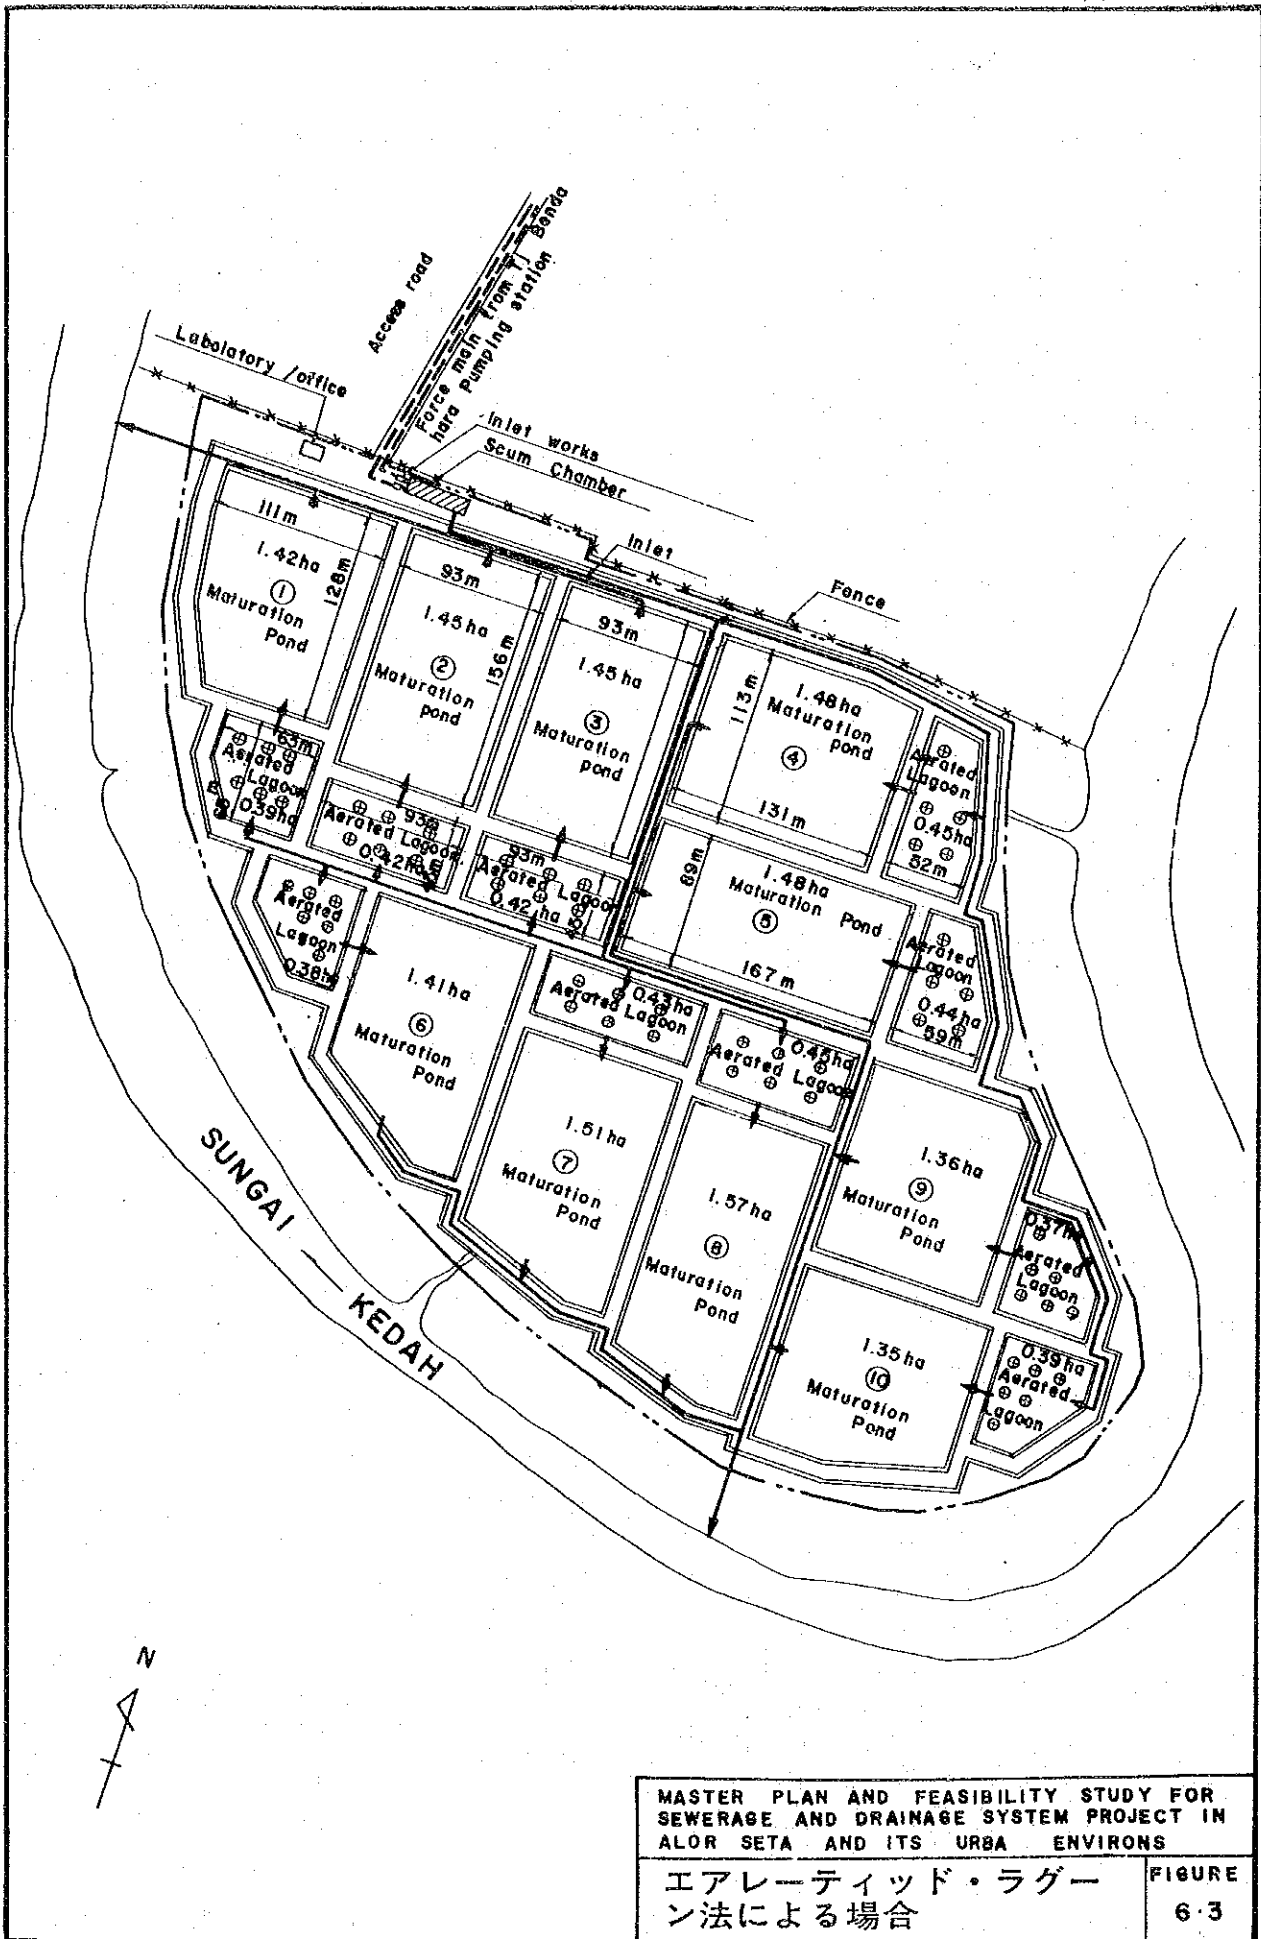 Access road
Force main from Tj Benda
hara Pumping station
Labolatory /office
Inlet works
Scum Chamber
Inlet
Fence
111m
1.42ha
①
128m
Maturation
Pond
93m
1.45ha
②
156m
Maturation
pond
93m
1.45 ha
③
Maturation
pond
1.48ha
Maturation
pond
113m
④
131m
Aerated
Lagoon
0.45ha
52m
63m
Aerated
Lagoon
0.39ha
93m
Aerated Lagoon
0.42ha
93m
Aerated Lagoon
0.42 ha
89m
1.48ha
Maturation Pond
⑤
167m
Aerated
Lagoon
0.44ha
59m
Aerated
Lagoon
0.38ha
1.41ha
⑥
Maturation
Pond
0.43ha
Aerated Lagoon
0.45ha
Aerated Lagoon
1.51ha
⑦
Maturation
Pond
1.57ha
⑧
Maturation
Pond
1.36ha
⑨
Maturation
Pond
0.37ha
Aerated
Lagoon
1.35ha
⑩
Maturation
Pond
0.39ha
Aerated
Lagoon
SUNGAI
KEDAH
N
MASTER PLAN AND FEASIBILITY STUDY FOR
SEWERAGE AND DRAINAGE SYSTEM PROJECT IN
ALOR SETA AND ITS URBA ENVIRONS
エアレーティッド・ラグー
ン法による場合
FIGURE
6·3